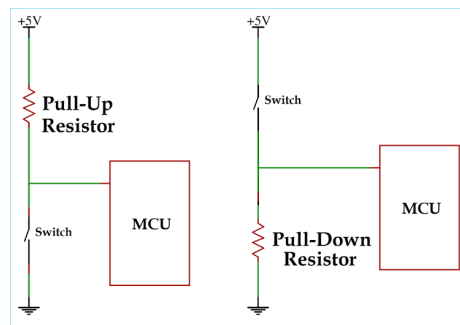 +5V
Pull-Up
Resistor
Switch
MCU
+5V
Switch
MCU
Pull-Down
Resistor